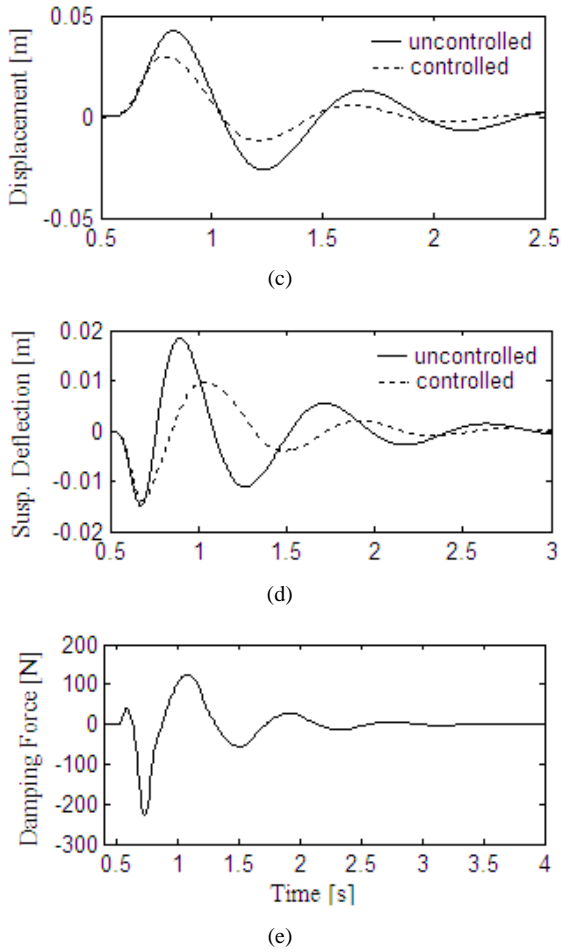 0.05
uncontrolled
controlled
Displacement [m]
0
-0.05
0.5 1 1.5 2 2.5
(c)
0.02
uncontrolled
controlled
0.01
Susp. Deflection [m]
0
-0.01
-0.02
0.5 1 1.5 2 2.5 3
(d)
200
100
Damping Force [N]
0
-100
-200
-300
0.5 1 1.5 2 2.5 3 3.5 4
Time [s]
(e)